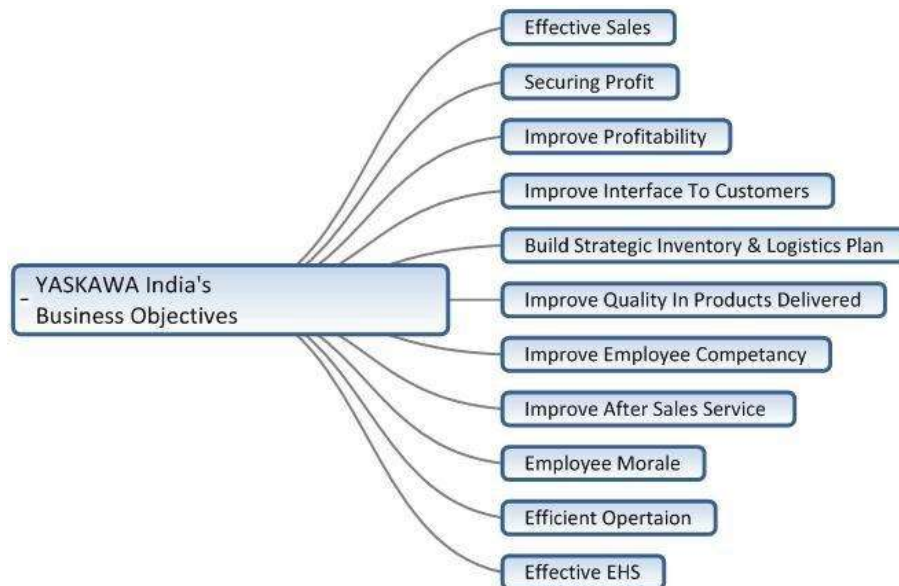 Effective Sales
Securing Profit
Improve Profitability
Improve Interface To Customers
Build Strategic Inventory & Logistics Plan
YASKAWA India's
Business Objectives
Improve Quality In Products Delivered
Improve Employee Competancy
Improve After Sales Service
Employee Morale
Efficient Opertaion
Effective EHS